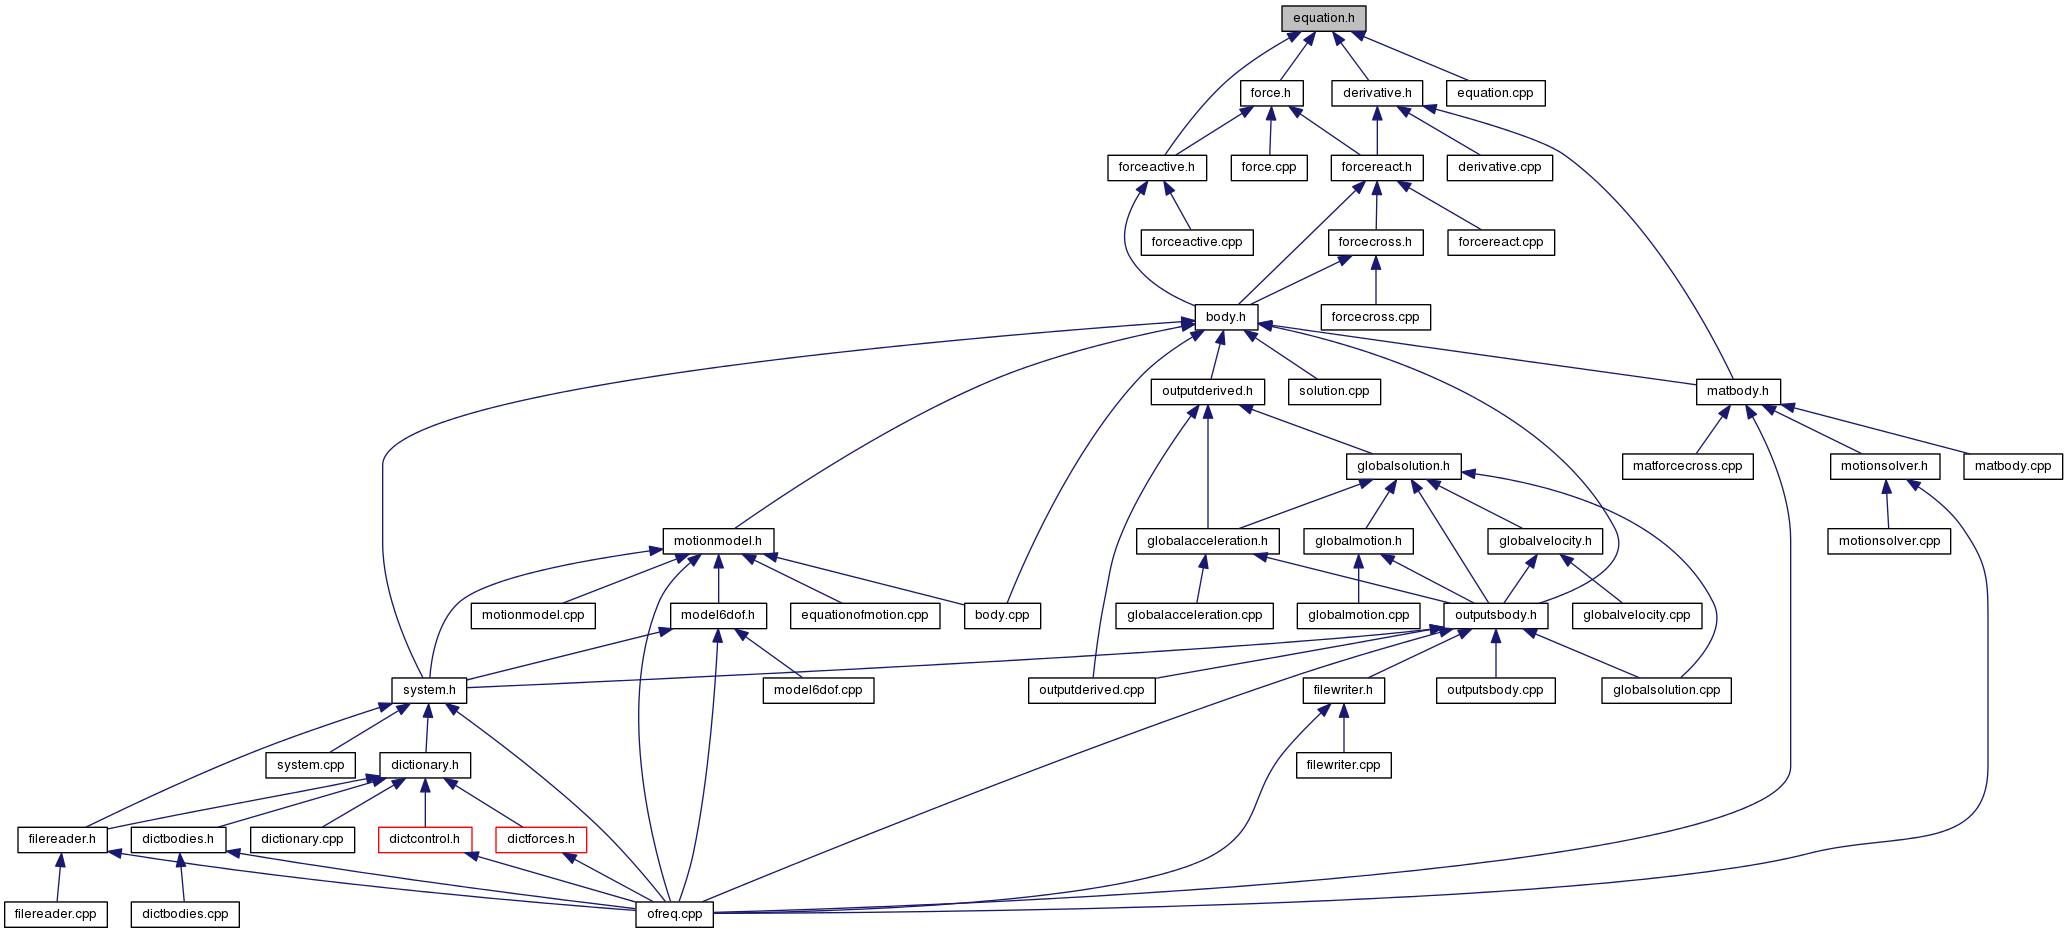 equation.h
force.h
derivative.h
equation.cpp
forceactive.h
force.cpp
forcereact.h
derivative.cpp
forceactive.cpp
forcecross.h
forcereact.cpp
body.h
forcecross.cpp
outputderived.h
solution.cpp
matbody.h
globalsolution.h
matforcecross.cpp
motionsolver.h
matbody.cpp
motionmodel.h
globalacceleration.h
globalmotion.h
globalvelocity.h
motionsolver.cpp
motionmodel.cpp
model6dof.h
equationofmotion.cpp
body.cpp
globalacceleration.cpp
globalmotion.cpp
outputsbody.h
globalvelocity.cpp
system.h
model6dof.cpp
outputderived.cpp
filewriter.h
outputsbody.cpp
globalsolution.cpp
system.cpp
dictionary.h
filewriter.cpp
filereader.h
dictbodies.h
dictionary.cpp
dictcontrol.h
dictforces.h
filereader.cpp
dictbodies.cpp
ofreq.cpp